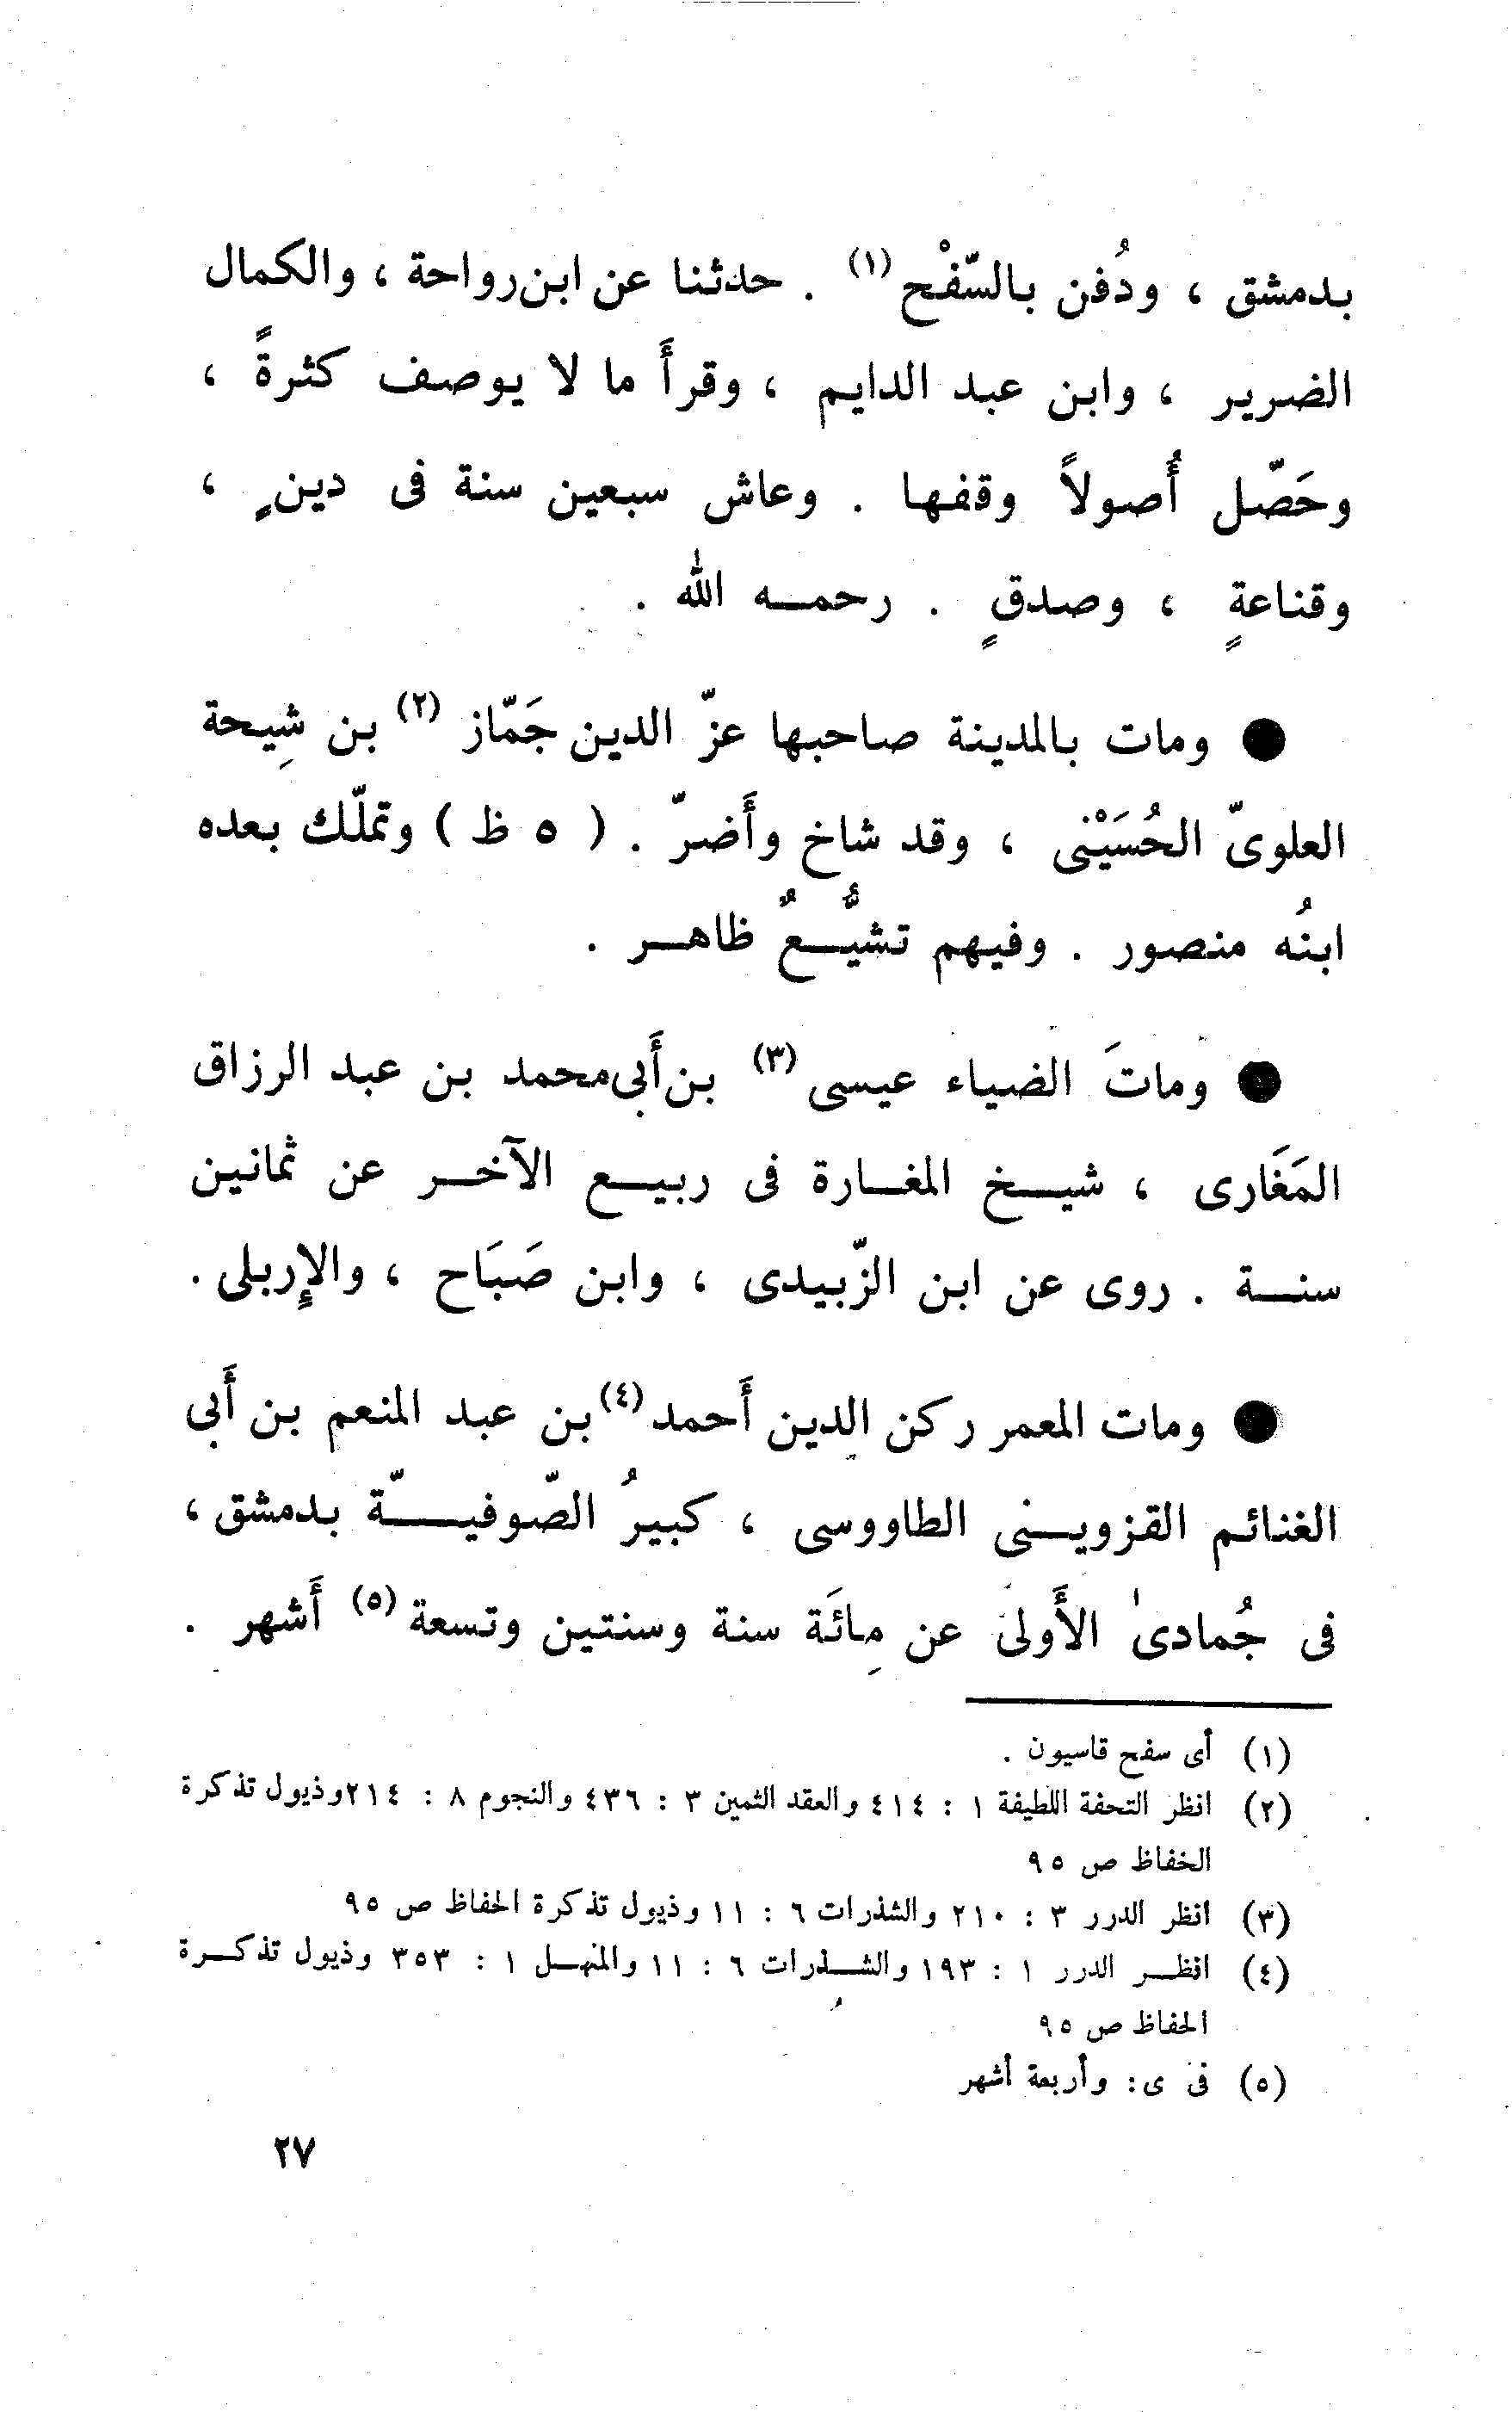 بدمشق ، ودُفن بالسّفْح (١) . حدثنا عن ابن رواحة ، والكمال
الضرير ، وابن عبد الدايم ، وقرأَ ما لا يوصف كثرةً ،
وحَصّل أُصولاً وقفها . وعاش سبعين سنة فى دينٍ ،
وقناعةٍ ، وصدقٍ . رحمه الله .
● ومات بالمدينة صاحبها عزّ الدين جَمّاز (٢) بن شِيحة
العلوىّ الحُسَيْنى ، وقد شاخ وأَضرّ . ( ٥ ظ ) وتملّك بعده
ابنُه منصور . وفيهم تشيُّعٌ ظاهر .
● وماتَ الضياء عيسى (٣) بن أَبى محمد بن عبد الرزاق
المَغَارى ، شيخ المغارة فى ربيع الآخر عن ثمانين
سنة . روى عن ابن الزّبيدى ، وابن صَبَاح ، والإِربلى .
● ومات المعمر ركن الدين أَحمد (٤) بن عبد المنعم بن أَبى
الغنائم القزوينى الطاووسى ، كبيرُ الصّوفيّة بدمشق ،
فى جُمادىٰ الأَولىَ عن مِائَة سنة وسنتين وتسعة (٥) أَشهر .
(١) أى سفح قاسيون .
(٢) انظر التحفة اللطيفة ١ : ٤١٤ والعقد الثمين ٣ : ٤٣٦ والنجوم ٨ : ٢١٤ وذيول تذكرة
الخفاظ ص ٩٥
(٣) انظر الدرر ٣ : ٢١٠ والشذرات ٦ : ١١ وذيول تذكرة الحفاظ ص ٩٥
(٤) انظر الدرر ١ : ١٩٣ والشذرات ٦ : ١١ والمنهل ١ : ٣٥٣ وذيول تذكرة
الحفاظ ص ٩٥
(٥) فى ى : وأربعة أشهر
٢٧